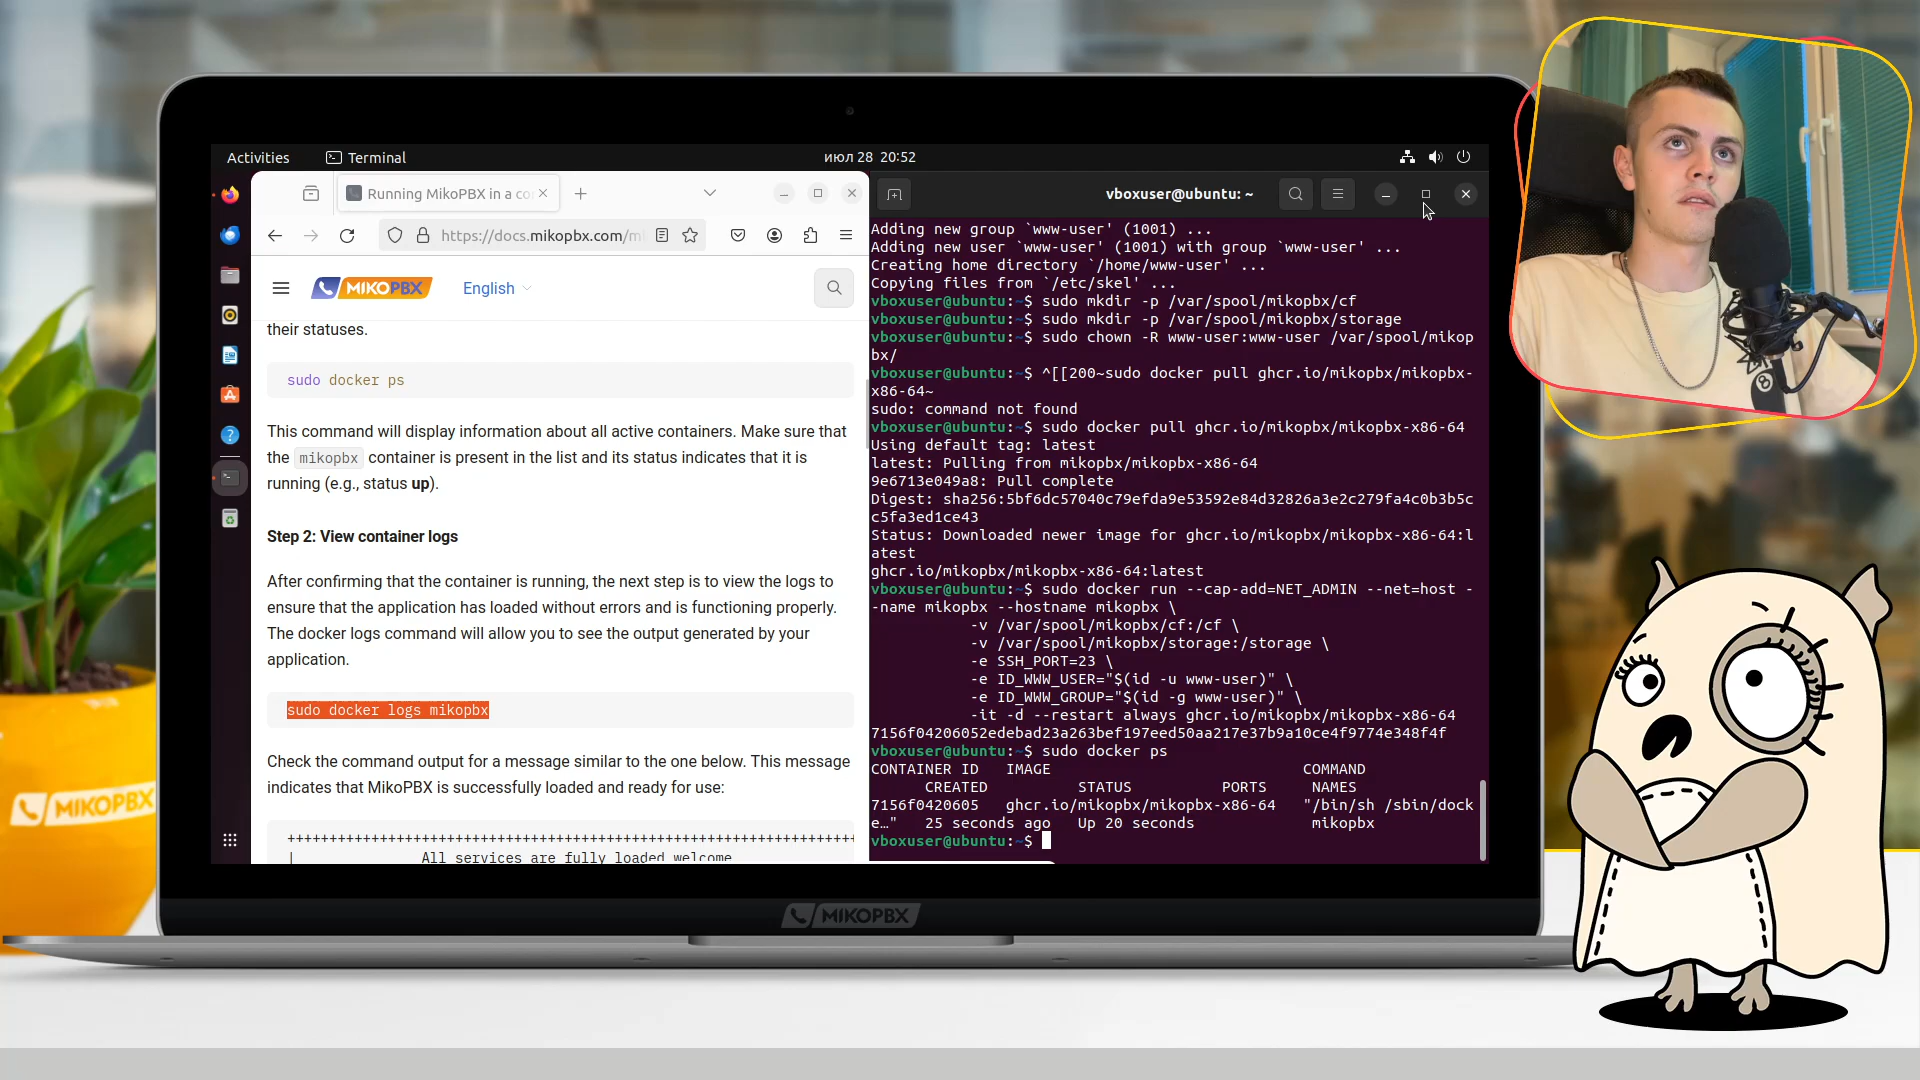 Activities
Terminal
июл 28 20:52
Running MikoPBX in a co
https://docs.mikopbx.com/m
MIKOPBX
English
their statuses.
sudo docker ps
This command will display information about all active containers. Make sure that
the mikopbx container is present in the list and its status indicates that it is
running (e.g., status up).
Step 2: View container logs
After confirming that the container is running, the next step is to view the logs to
ensure that the application has loaded without errors and is functioning properly.
The docker logs command will allow you to see the output generated by your
application.
sudo docker logs mikopbx
Check the command output for a message similar to the one below. This message
indicates that MikoPBX is successfully loaded and ready for use:
++++++++++++++++++++++++++++++++++++++++++++++++++++++++++++++++++++
| All services are fully loaded welcome
vboxuser@ubuntu: ~
Adding new group `www-user' (1001) ...
Adding new user `www-user' (1001) with group `www-user' ...
Creating home directory `/home/www-user' ...
Copying files from `/etc/skel' ...
vboxuser@ubuntu:~$ sudo mkdir -p /var/spool/mikopbx/cf
vboxuser@ubuntu:~$ sudo mkdir -p /var/spool/mikopbx/storage
vboxuser@ubuntu:~$ sudo chown -R www-user:www-user /var/spool/mikop
bx/
vboxuser@ubuntu:~$ ^[[200~sudo docker pull ghcr.io/mikopbx/mikopbx-
x86-64~
sudo: command not found
vboxuser@ubuntu:~$ sudo docker pull ghcr.io/mikopbx/mikopbx-x86-64
Using default tag: latest
latest: Pulling from mikopbx/mikopbx-x86-64
9e6713e049a8: Pull complete
Digest: sha256:5bf6dc57040c79efda9e53592e84d32826a3e2c279fa4c0b3b5c
c5fa3ed1ce43
Status: Downloaded newer image for ghcr.io/mikopbx/mikopbx-x86-64:l
atest
ghcr.io/mikopbx/mikopbx-x86-64:latest
vboxuser@ubuntu:~$ sudo docker run --cap-add=NET_ADMIN --net=host -
-name mikopbx --hostname mikopbx \
-v /var/spool/mikopbx/cf:/cf \
-v /var/spool/mikopbx/storage:/storage \
-e SSH_PORT=23 \
-e ID_WWW_USER="$(id -u www-user)" \
-e ID_WWW_GROUP="$(id -g www-user)" \
-it -d --restart always ghcr.io/mikopbx/mikopbx-x86-64
7156f04206052edebad23a263bef197eed50aa217e37b9a10ce4f9774e348f4f
vboxuser@ubuntu:~$ sudo docker ps
CONTAINER ID IMAGE COMMAND
CREATED STATUS PORTS NAMES
7156f0420605 ghcr.io/mikopbx/mikopbx-x86-64 "/bin/sh /sbin/dock
e…" 25 seconds ago Up 20 seconds mikopbx
vboxuser@ubuntu:~$
MIKOPBX
MIKOPBX
8